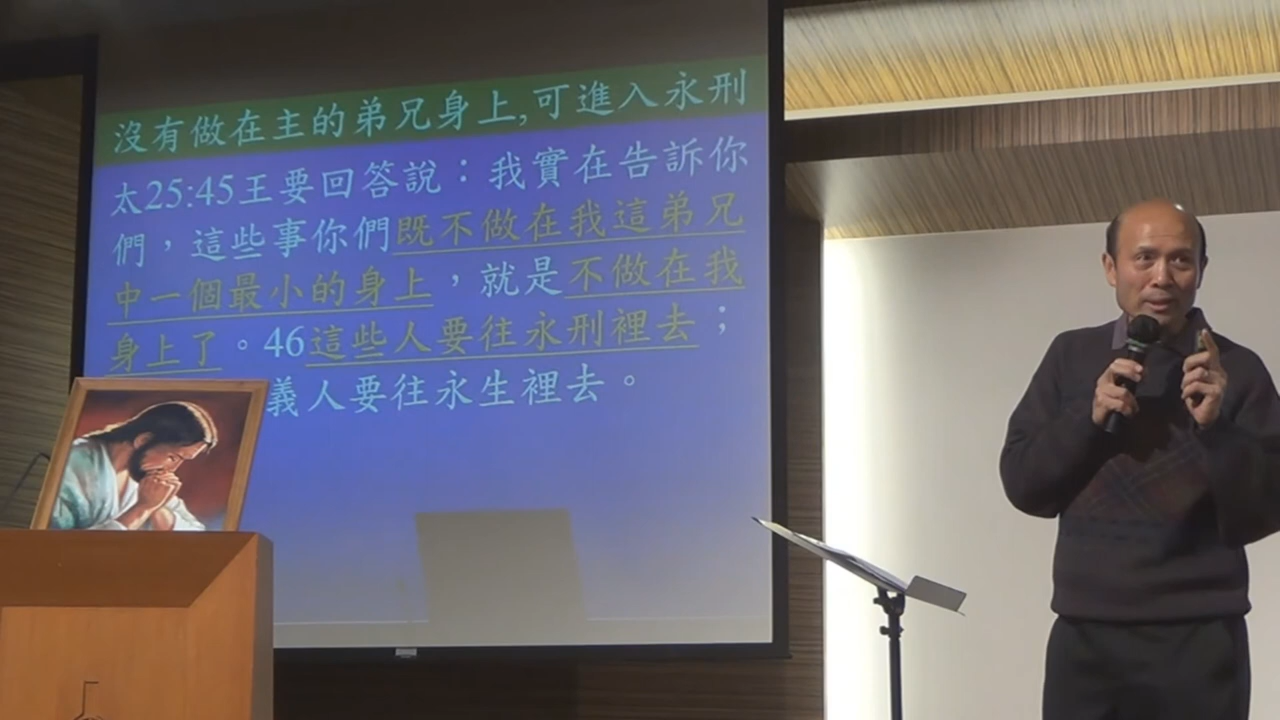 沒有做在主的弟兄身上,可進入永刑
太25:45王要回答說：我實在告訴你
們，這些事你們既不做在我這弟兄
中一個最小的身上，就是不做在我
身上了。46這些人要往永刑裡去；
義人要往永生裡去。